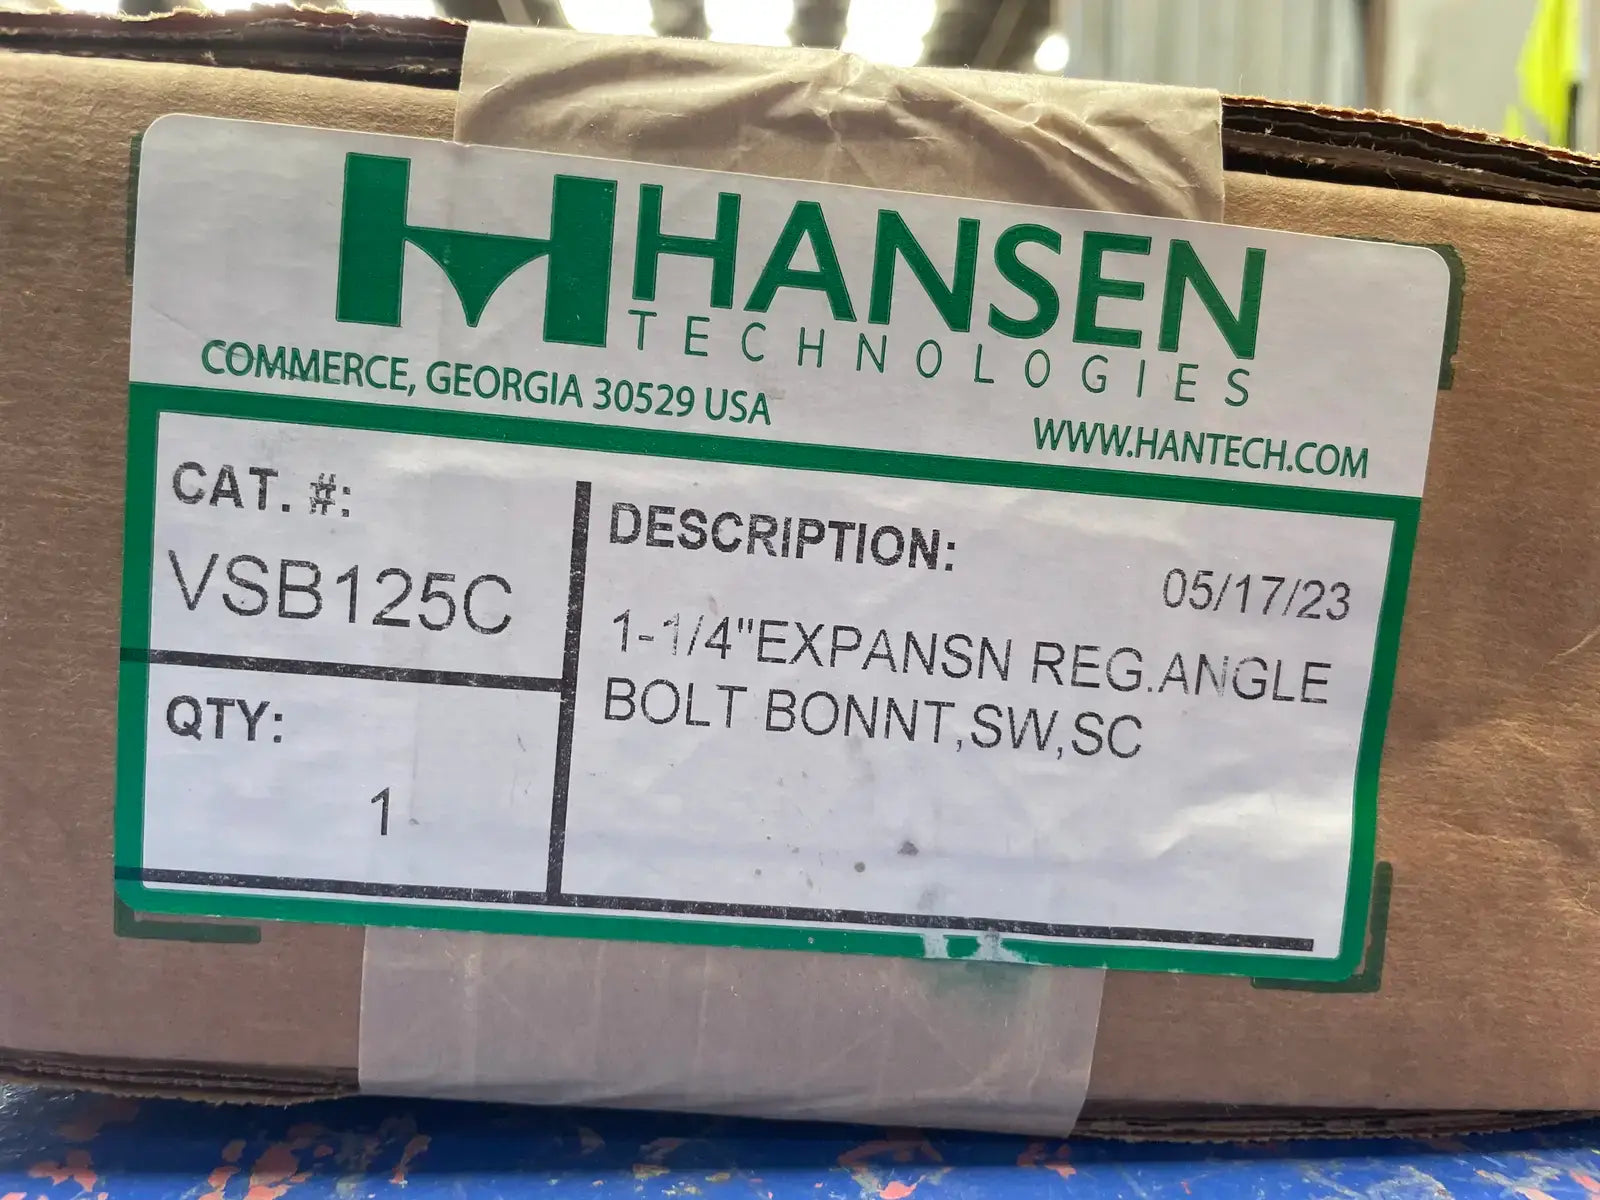 HANSEN
TECHNOLOGIES
COMMERCE, GEORGIA 30529 USA
WWW.HANTECH.COM
CAT. #:
VSB125C
DESCRIPTION:
05/17/23
1-1/4"EXPANSN REG.ANGLE
BOLT BONNT,SW,SC
QTY:
1